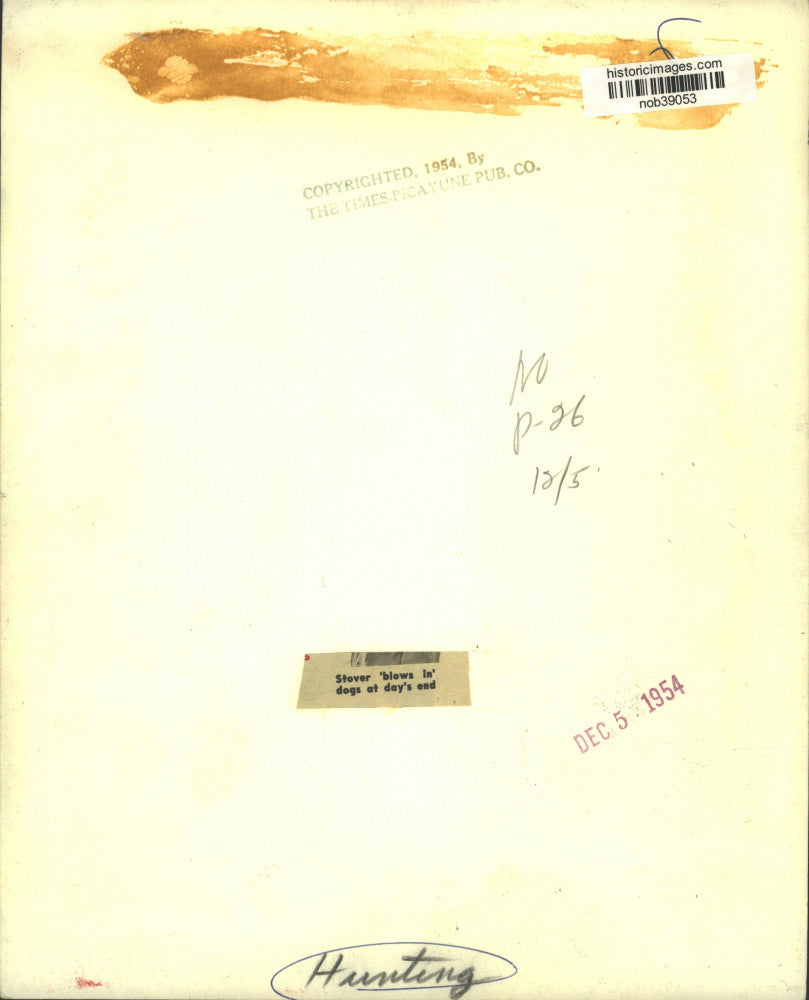 historicimages.com
nob39053
COPYRIGHTED, 1954, By
THE TIMES-PICAYUNE PUB. CO.
NO
P-26
12/5
Stover 'blows in'
dogs at day's end
DEC 5 1954
Hunting